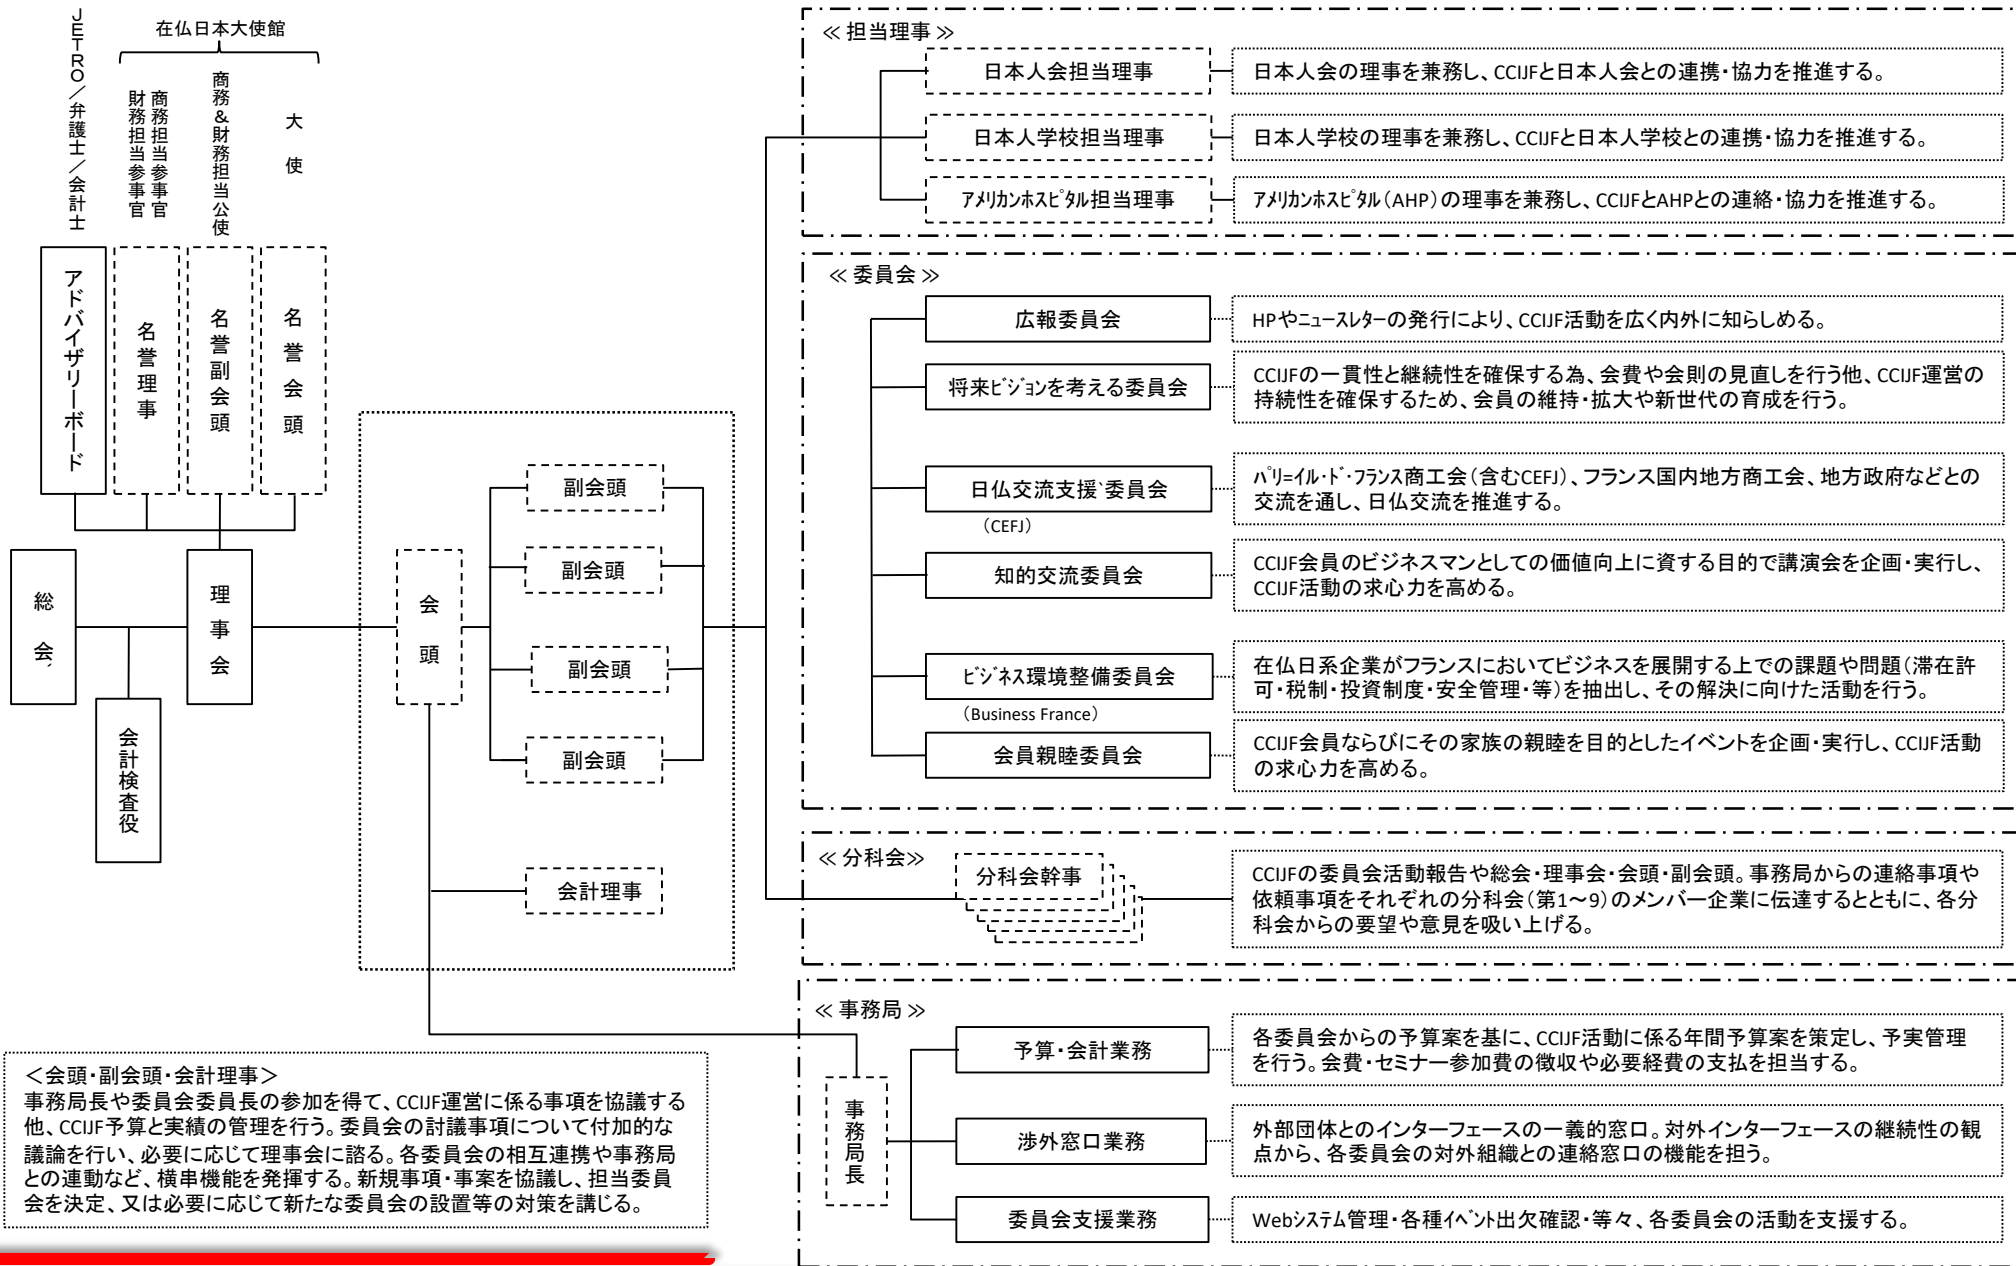 JETRO／弁護士／会計士
在仏日本大使館
財務担当参事官
商務担当参事官
商務&財務担当公使
大使
アドバイザリーボード
名誉理事
名誉副会頭
名誉会頭
総会、
理事会
会計検査役
会頭
副会頭
副会頭
副会頭
副会頭
会計理事
≪ 担当理事 ≫
日本人会担当理事
日本人会の理事を兼務し、CCIJFと日本人会との連携・協力を推進する。
日本人学校担当理事
日本人学校の理事を兼務し、CCIJFと日本人学校との連携・協力を推進する。
ｱﾒﾘｶﾝﾎｽﾋﾟﾀﾙ担当理事
ｱﾒﾘｶﾝﾎｽﾋﾟﾀﾙ（AHP）の理事を兼務し、CCIJFとAHPとの連絡・協力を推進する。
≪ 委員会 ≫
広報委員会
HPやﾆｭｰｽﾚﾀｰの発行により、CCIJF活動を広く内外に知らしめる。
将来ﾋﾞｼﾞｮﾝを考える委員会
CCIJFの一貫性と継続性を確保する為、会費や会則の見直しを行う他、CCIJF運営の
持続性を確保するため、会員の維持・拡大や新世代の育成を行う。
日仏交流支援`委員会
（CEFJ）
ﾊﾟﾘ=ｲﾙ･ﾄﾞ･ﾌﾗﾝｽ商工会（含むCEFJ）、フランス国内地方商工会、地方政府などとの
交流を通し、日仏交流を推進する。
知的交流委員会
CCIJF会員のビジネスマンとしての価値向上に資する目的で講演会を企画・実行し、
CCIJF活動の求心力を高める。
ﾋﾞｼﾞﾈｽ環境整備委員会
（Business France）
在仏日系企業がフランスにおいてビジネスを展開する上での課題や問題（滞在許
可・税制・投資制度・安全管理・等）を抽出し、その解決に向けた活動を行う。
会員親睦委員会
CCIJF会員ならびにその家族の親睦を目的としたイベントを企画・実行し、CCIJF活動
の求心力を高める。
≪ 分科会≫
分科会幹事
CCIJFの委員会活動報告や総会・理事会・会頭・副会頭。事務局からの連絡事項や
依頼事項をそれぞれの分科会（第1～9）のメンバー企業に伝達するとともに、各分
科会からの要望や意見を吸い上げる。
≪ 事務局 ≫
事務局長
予算・会計業務
各委員会からの予算案を基に、CCIJF活動に係る年間予算案を策定し、予実管理
を行う。会費・セミナー参加費の徴収や必要経費の支払を担当する。
渉外窓口業務
外部団体とのインターフェースの一義的窓口。対外インターフェースの継続性の観
点から、各委員会の対外組織との連絡窓口の機能を担う。
委員会支援業務
Webｼｽﾃﾑ管理・各種ｲﾍﾞﾝﾄ出欠確認・等々、各委員会の活動を支援する。
＜会頭・副会頭・会計理事＞
事務局長や委員会委員長の参加を得て、CCIJF運営に係る事項を協議する
他、CCIJF予算と実績の管理を行う。委員会の討議事項について付加的な
議論を行い、必要に応じて理事会に諮る。各委員会の相互連携や事務局
との連動など、横串機能を発揮する。新規事項・事案を協議し、担当委員
会を決定、又は必要に応じて新たな委員会の設置等の対策を講じる。